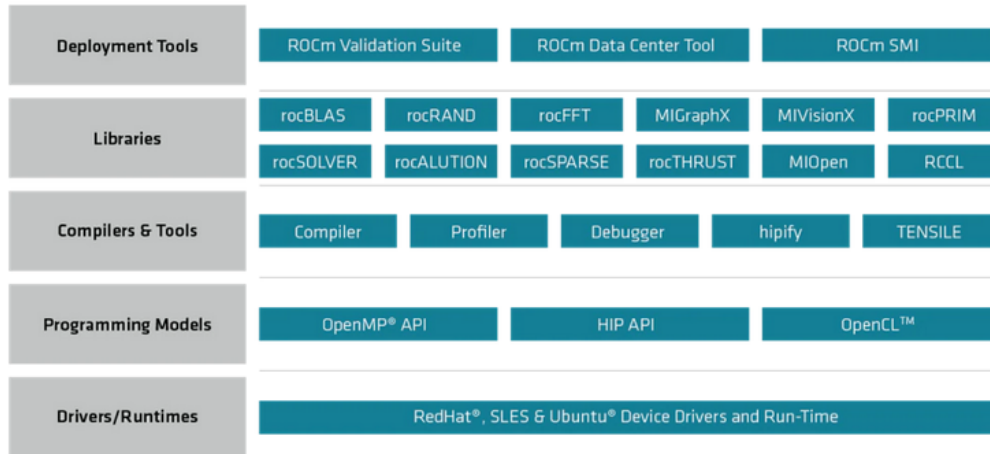 Deployment Tools
ROCm Validation Suite ROCm Data Center Tool ROCm SMI
Libraries
rocBLAS rocRAND rocFFT MIGraphX MIVisionX rocPRIM
rocSOLVER rocALUTION rocSPARSE rocTHRUST MIOpen RCCL
Compilers & Tools
Compiler Profiler Debugger hipify TENSILE
Programming Models
OpenMP® API HIP API OpenCL™
Drivers/Runtimes
RedHat®, SLES & Ubuntu® Device Drivers and Run-Time